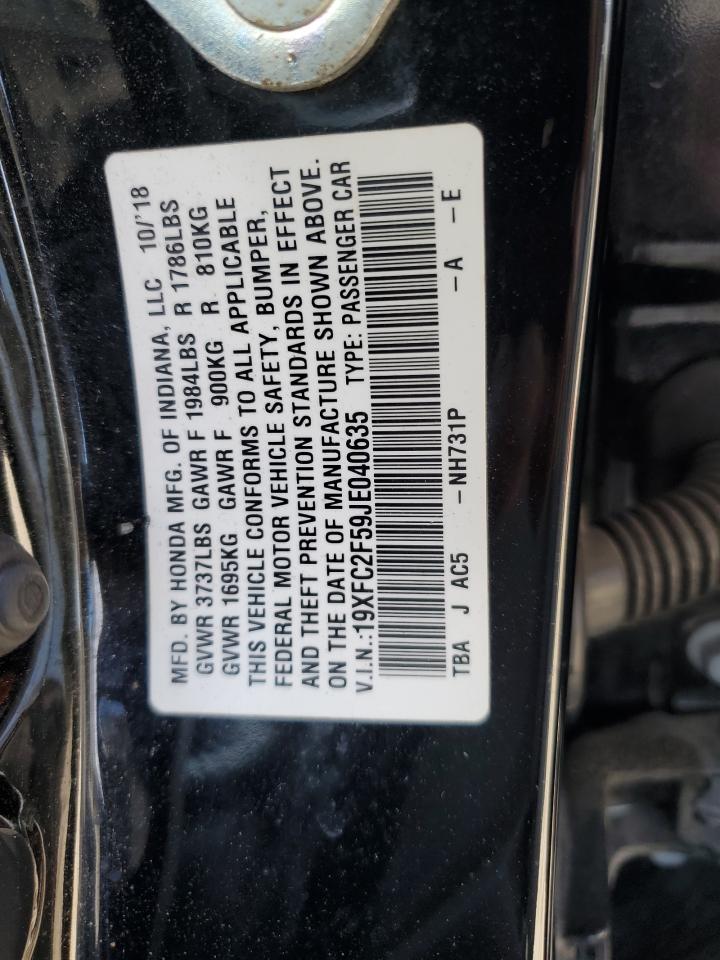 MFD. BY HONDA MFG. OF INDIANA, LLC 10/'18
GVWR 3737LBS GAWR F 1984LBS R 1786LBS
GVWR 1695KG GAWR F 900KG R. 810KG
THIS VEHICLE CONFORMS TO ALL APPLICABLE
FEDERAL MOTOR VEHICLE SAFETY, BUMPER,
AND THEFT PREVENTION STANDARDS IN EFFECT
ON THE DATE OF MANUFACTURE SHOWN ABOVE.
V.I.N.:19XFC2F59JE040635 TYPE: PASSENGER CAR
TBA J AC5 -NH731P -A -E